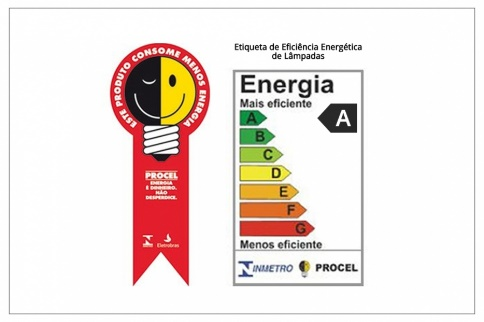 ESTE PRODUTO CONSOME MENOS ENERGIA
PROCEL
ENERGIA
É DINHEIRO.
NÃO
DESPERDICE.
INMETRO Eletrobras
Etiqueta de Eficiência Energética
de Lâmpadas
Energia
Mais eficiente
A A
B
C
D
E
F
G
Menos eficiente
INMETRO PROCEL